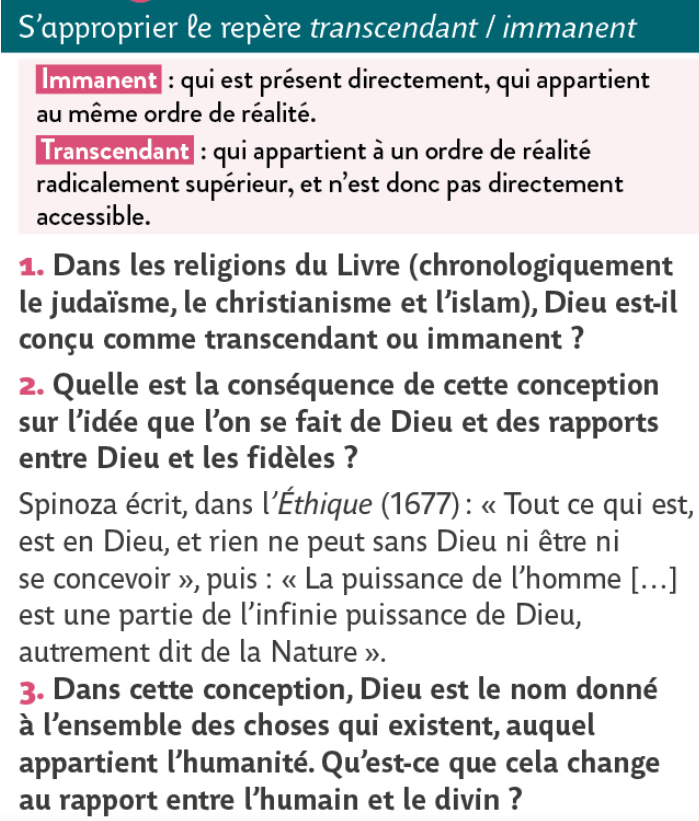 S’approprier le repère transcendant / immanent
Immanent : qui est présent directement, qui appartient
au même ordre de réalité.
Transcendant : qui appartient à un ordre de réalité
radicalement supérieur, et n’est donc pas directement
accessible.
1. Dans les religions du Livre (chronologiquement
le judaïsme, le christianisme et l’islam), Dieu est-il
conçu comme transcendant ou immanent ?
2. Quelle est la conséquence de cette conception
sur l’idée que l’on se fait de Dieu et des rapports
entre Dieu et les fidèles ?
Spinoza écrit, dans l’Éthique (1677) : « Tout ce qui est,
est en Dieu, et rien ne peut sans Dieu ni être ni
se concevoir », puis : « La puissance de l’homme […]
est une partie de l’infinie puissance de Dieu,
autrement dit de la Nature ».
3. Dans cette conception, Dieu est le nom donné
à l’ensemble des choses qui existent, auquel
appartient l’humanité. Qu’est-ce que cela change
au rapport entre l’humain et le divin ?